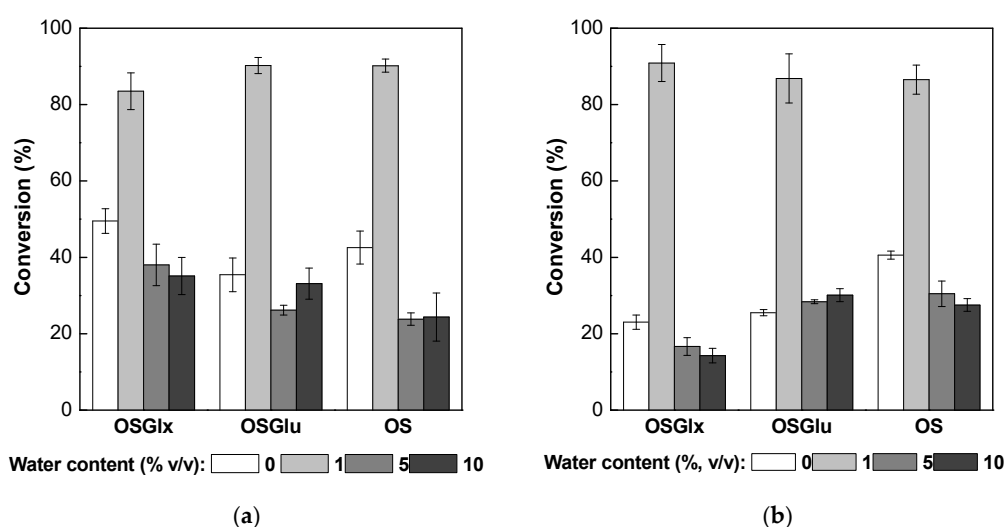 100
80
60
40
20
0
Conversion (%)
OSGlx OSGlu OS
Water content (% v/v): 0 1 5 10
(a)
100
80
60
40
20
0
Conversion (%)
OSGlx OSGlu OS
Water content (%, v/v): 0 1 5 10
(b)